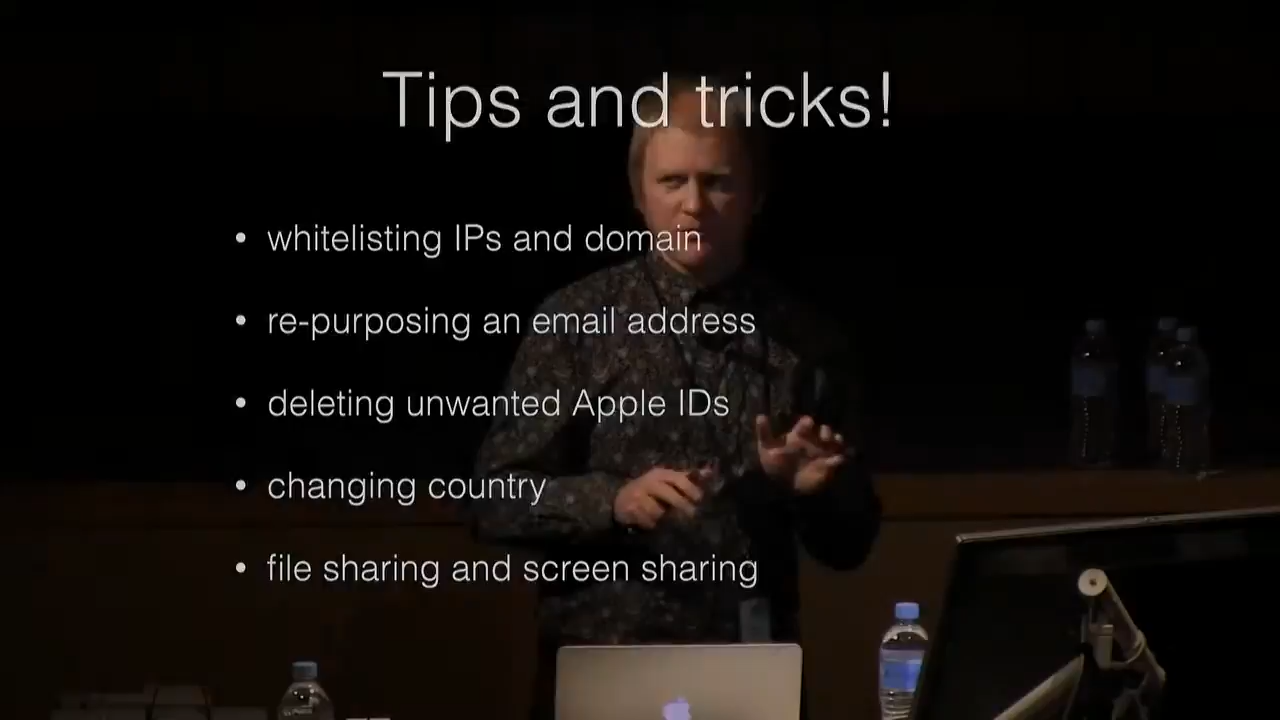 Tips and tricks!
• whitelisting IPs and domain
• re-purposing an email address
• deleting unwanted Apple IDs
• changing country
• file sharing and screen sharing